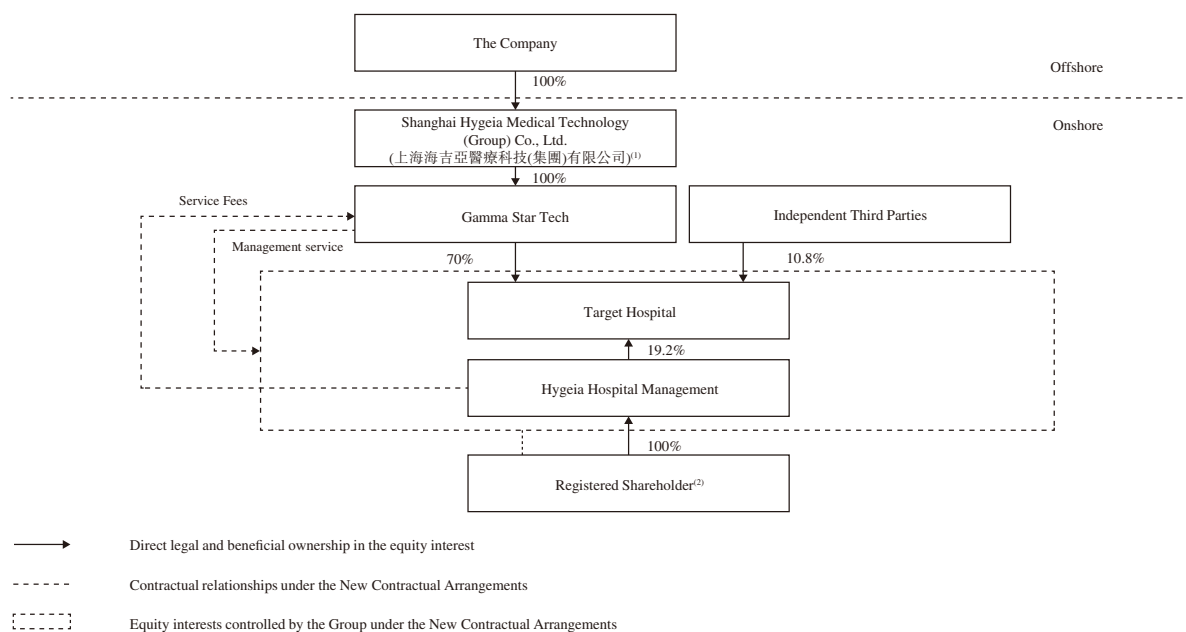 The Company
Offshore
100%
Onshore
Shanghai Hygeia Medical Technology
(Group) Co., Ltd.
(上海海吉亞醫療科技(集團)有限公司)(1)
100%
Service Fees
Gamma Star Tech
Independent Third Parties
Management service
70%
10.8%
Target Hospital
19.2%
Hygeia Hospital Management
100%
Registered Shareholder(2)
Direct legal and beneficial ownership in the equity interest
Contractual relationships under the New Contractual Arrangements
Equity interests controlled by the Group under the New Contractual Arrangements